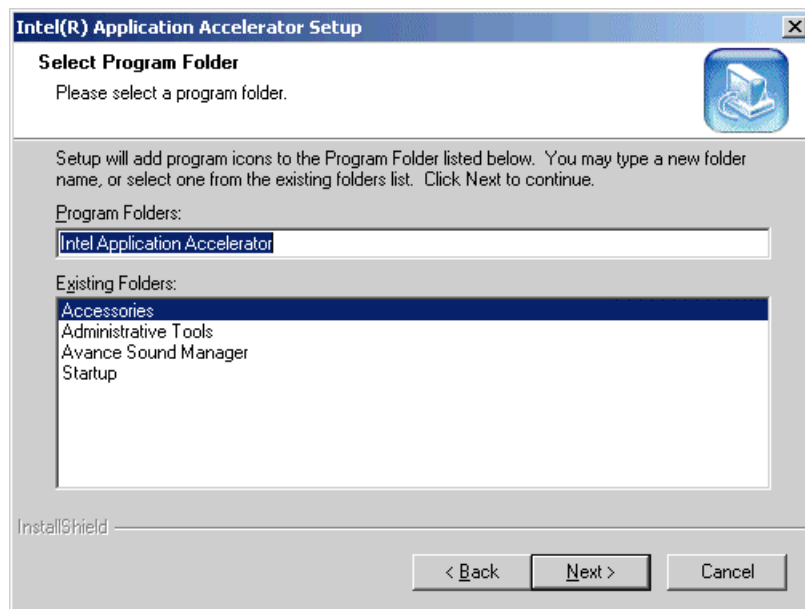 Intel(R) Application Accelerator Setup
Select Program Folder
Please select a program folder.
Setup will add program icons to the Program Folder listed below.  You may type a new folder
name, or select one from the existing folders list.  Click Next to continue.
Program Folders:
Intel Application Accelerator
Existing Folders:
Accessories
Administrative Tools
Avance Sound Manager
Startup
InstallShield
< Back
Next >
Cancel